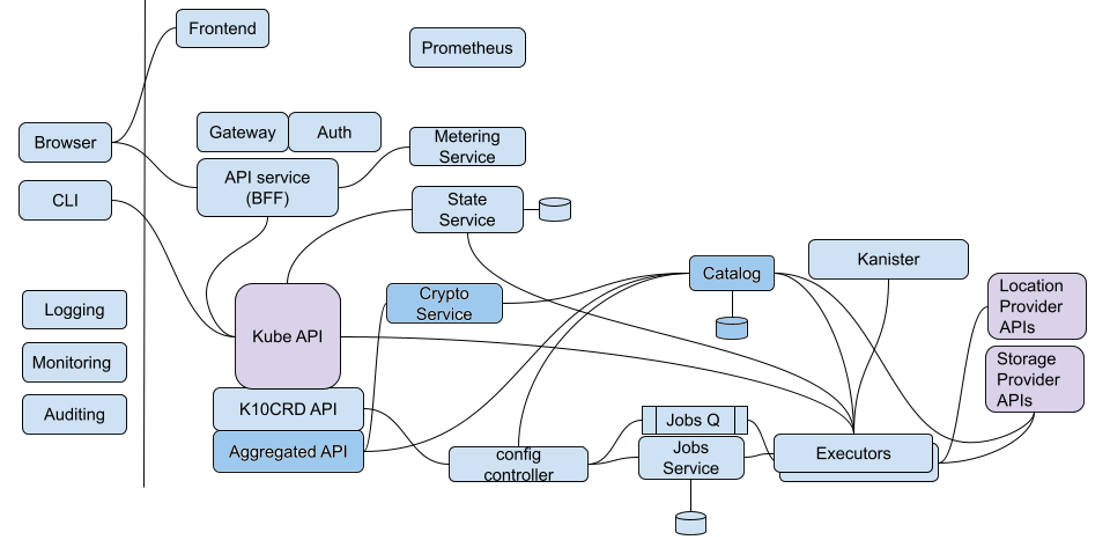 Frontend
Prometheus
Browser
Gateway
Auth
Metering
Service
API service
(BFF)
CLI
State
Service
Catalog
Kanister
Logging
Crypto
Service
Location
Provider
APIs
Kube API
Monitoring
Storage
Provider
APIs
Auditing
K10CRD API
Aggregated API
config
controller
Jobs Q
Jobs
Service
Executors